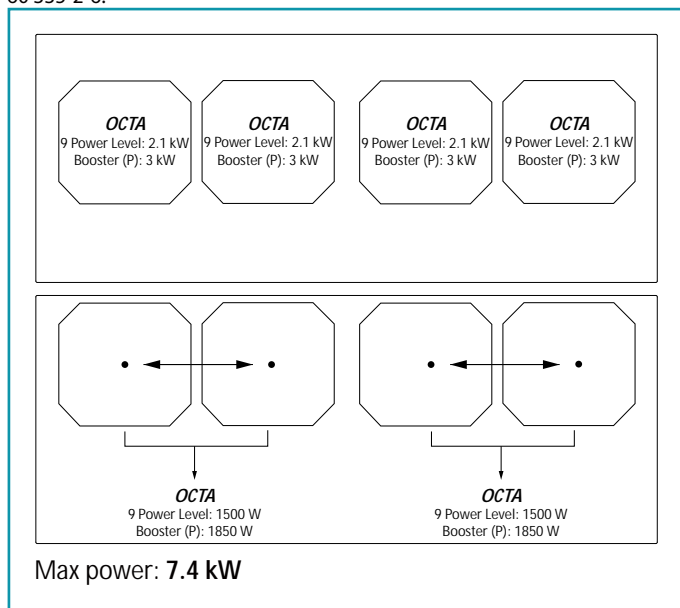 OCTA
9 Power Level: 2.1 kW
Booster (P): 3 kW
OCTA
9 Power Level: 2.1 kW
Booster (P): 3 kW
OCTA
9 Power Level: 2.1 kW
Booster (P): 3 kW
OCTA
9 Power Level: 2.1 kW
Booster (P): 3 kW
OCTA
9 Power Level: 1500 W
Booster (P): 1850 W
OCTA
9 Power Level: 1500 W
Booster (P): 1850 W
Max power: 7.4 kW